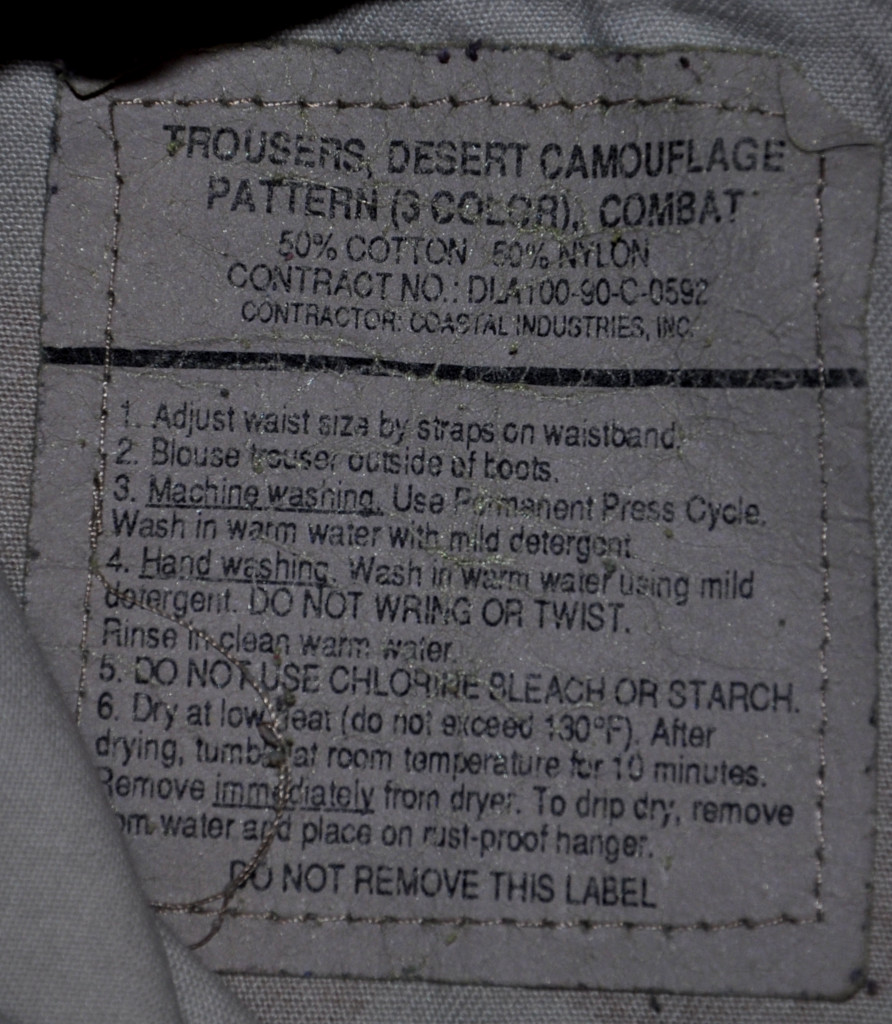 TROUSERS, DESERT CAMOUFLAGE
PATTERN (3 COLOR), COMBAT
50% COTTON 50% NYLON
CONTRACT NO.: DLA100-90-C-0592
CONTRACTOR: COASTAL INDUSTRIES, INC.
1. Adjust waist size by straps on waistband.
2. Blouse trouser outside of boots.
3. Machine washing. Use Permanent Press Cycle.
Wash in warm water with mild detergent.
4. Hand washing. Wash in warm water using mild
detergent. DO NOT WRING OR TWIST.
Rinse in clean warm water.
5. DO NOT USE CHLORINE BLEACH OR STARCH.
6. Dry at low heat (do not exceed 130°F). After
drying, tumble at room temperature for 10 minutes.
Remove immediately from dryer. To drip dry, remove
om water and place on rust-proof hanger.
DO NOT REMOVE THIS LABEL